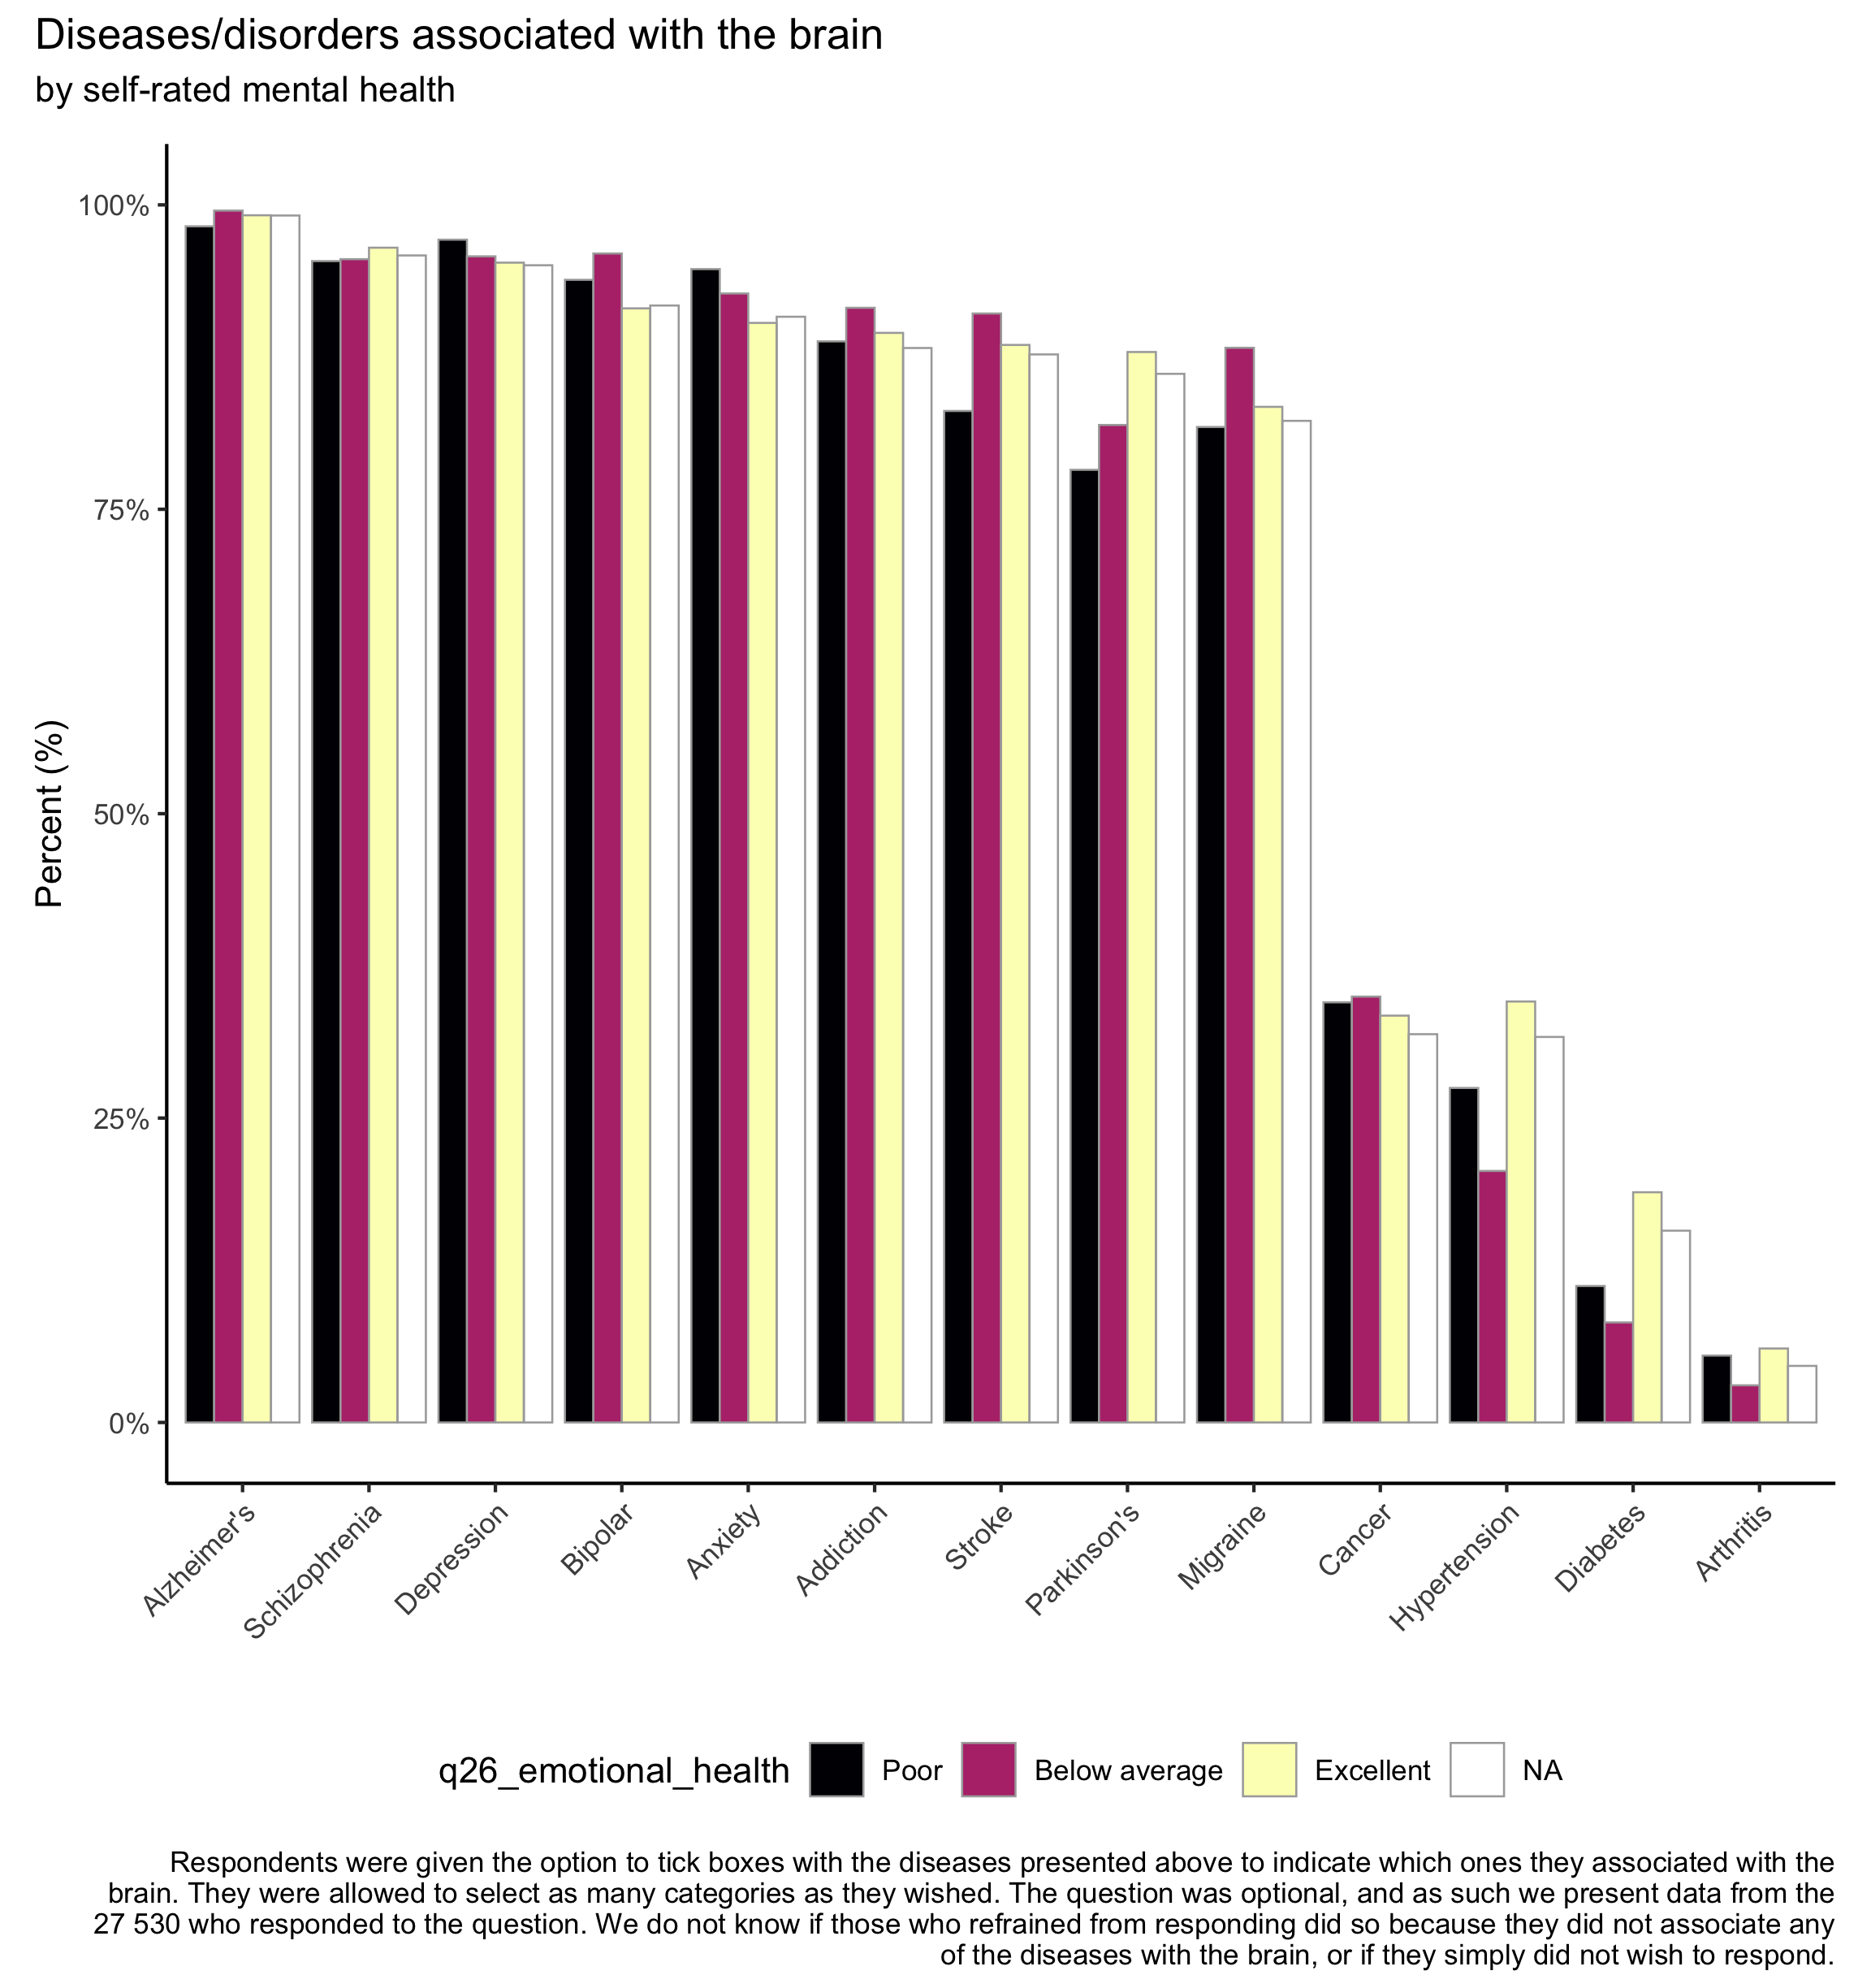 Diseases/disorders associated with the brain
by self-rated mental health
Percent (%)
100%
75%
50%
25%
0%
Alzheimer's
Schizophrenia
Depression
Bipolar
Anxiety
Addiction
Stroke
Parkinson's
Migraine
Cancer
Hypertension
Diabetes
Arthritis
q26_emotional_health Poor Below average Excellent NA
Respondents were given the option to tick boxes with the diseases presented above to indicate which ones they associated with the
brain. They were allowed to select as many categories as they wished. The question was optional, and as such we present data from the
27 530 who responded to the question. We do not know if those who refrained from responding did so because they did not associate any
of the diseases with the brain, or if they simply did not wish to respond.